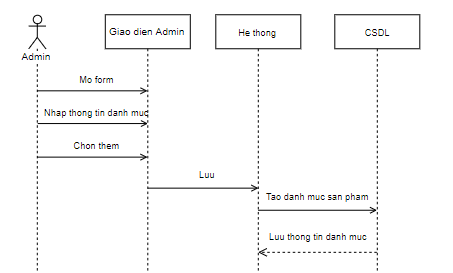 Giao dien Admin
He thong
CSDL
Admin
Mo form
Nhap thong tin danh muc
Chon them
Luu
Tao danh muc san pham
Luu thong tin danh muc